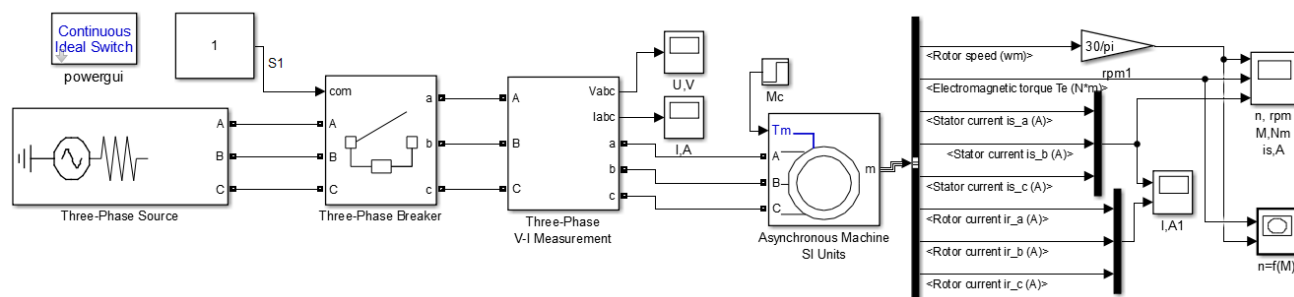 Continuous
Ideal Switch
powergui
1
S1
Three-Phase Source
A
B
C
com
A
B
C
a
b
c
Three-Phase Breaker
A
B
C
Vabc
Iabc
a
b
c
Three-Phase
V-I Measurement
U,V
I,A
Mc
Tm
A
B
C
m
Asynchronous Machine
SI Units
<Rotor speed (wm)>
<Electromagnetic torque Te (N*m)>
<Stator current is_a (A)>
<Stator current is_b (A)>
<Stator current is_c (A)>
<Rotor current ir_a (A)>
<Rotor current ir_b (A)>
<Rotor current ir_c (A)>
30/pi
rpm1
n, rpm
M,Nm
is,A
I,A1
n=f(M)